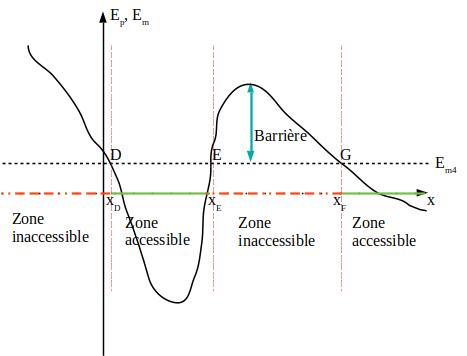 Ep, Em
Barrière
D
E
G
Em4
xD
xE
xF
x
Zone
inaccessible
Zone
accessible
Zone
inaccessible
Zone
accessible